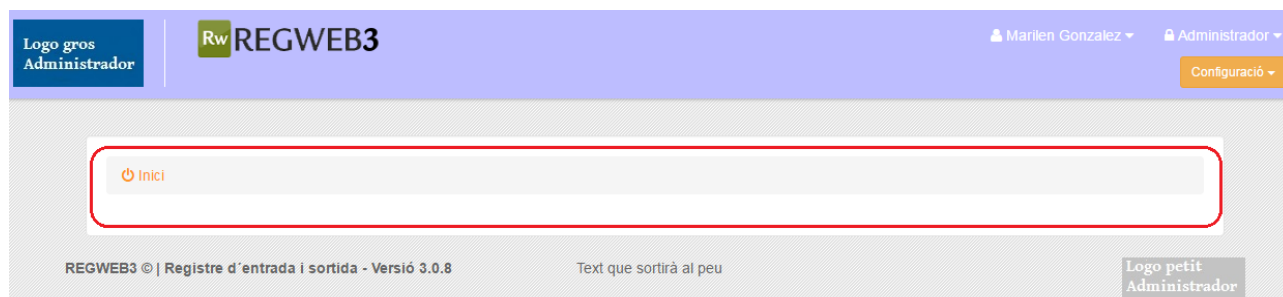 Logo gros
Administrador
Rw REGWEB3
Marilen Gonzalez
Administrador
Configuració
Inici
REGWEB3 © | Registre d´entrada i sortida - Versió 3.0.8
Text que sortirà al peu
Logo petit
Administrador